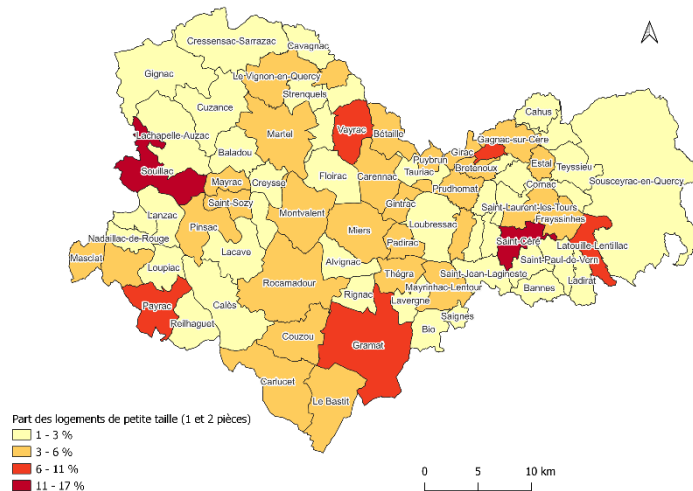 Cressensac-Sarrazac
Cavagnac
Gignac
Le Vignon-en-Quercy
Strenquels
Cuzance
Cahus
Lachapelle-Auzac
Martel
Vayrac
Bétaille
Gagnac-sur-Cère
Girac
Baladou
Puybrun
Tauriac
Biotonoux
Estal
Teyssieu
Souillac
Mayrac
Creysse
Floirac
Carennac
Prudhomat
Cornac
Sousceyrac-en-Quercy
Saint-Sozy
Gintrac
Saint-Laurent-les-Tours
Lanzac
Pinsac
Montvalent
Loubressac
Frayssinhes
Nadaillac-de-Rouge
Miers
Padirac
Saint-Céré
Latouille-Lentillac
Masclat
Loupiac
Lacave
Alvignac
Saint-Paul-de-Vern
Thégra
Saint-Jean-Lagineste
Rocamadour
Mayrinhac-Lentour
Bannes
Ladirat
Payrac
Calès
Rignac
Lavergne
Reilhaguet
Saignes
Bio
Couzou
Gramat
Carlucet
Le Bastit
Part des logements de petite taille (1 et 2 pièces)
1 - 3 %
3 - 6 %
6 - 11 %
11 - 17 %
0 5 10 km